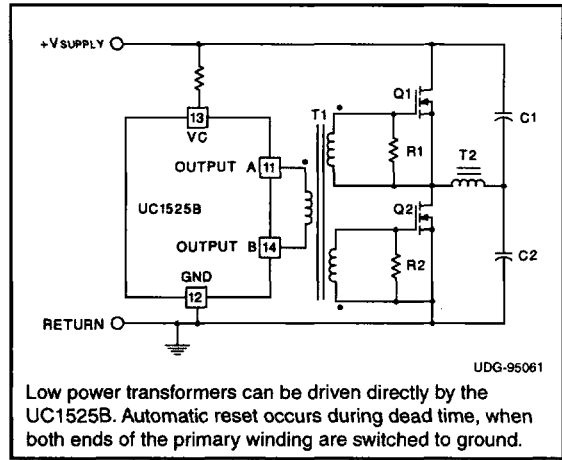 +VSUPPLY
Q1
C1
13
VC
T1
T2
OUTPUT A 11
R1
UC1525B
Q2
OUTPUT B 14
C2
GND
R2
12
RETURN
UDG-95061
Low power transformers can be driven directly by the
UC1525B. Automatic reset occurs during dead time, when
both ends of the primary winding are switched to ground.